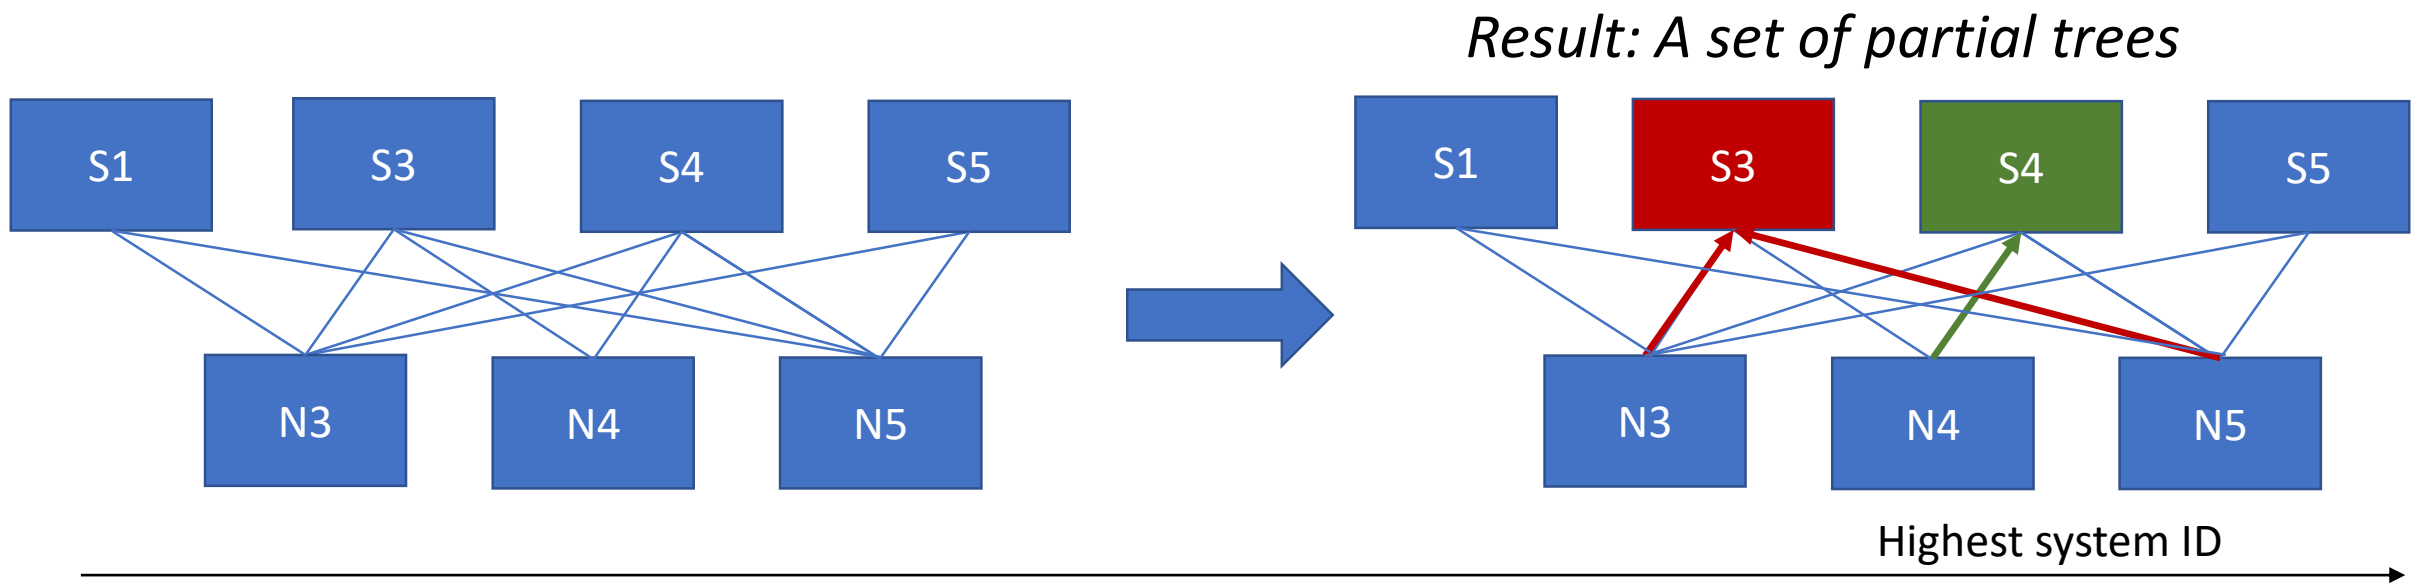 Result: A set of partial trees
S1 S3 S4 S5
S1 S3 S4 S5
N3 N4 N5
N3 N4 N5
Highest system ID